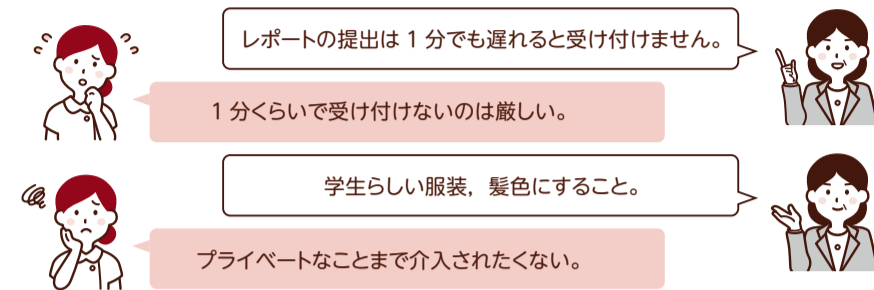 レポートの提出は1分でも遅れると受け付けません。
1分くらいで受け付けないのは厳しい。
学生らしい服装，髪色にすること。
プライベートなことまで介入されたくない。